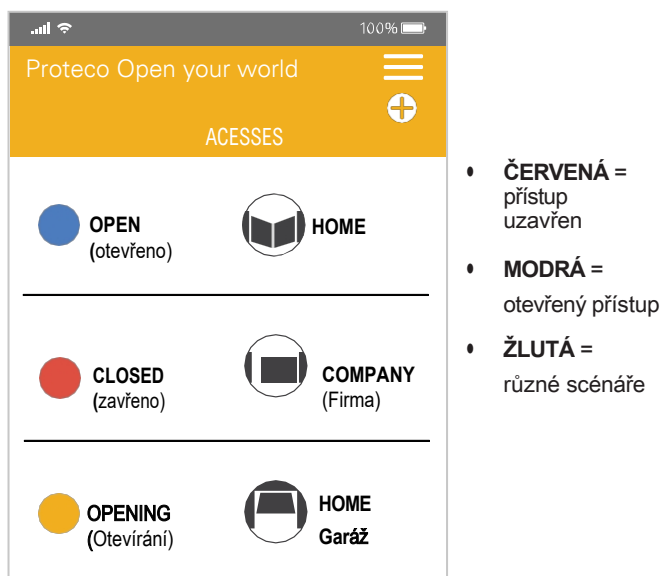 100%
Proteco Open your world
ACESSES
OPEN
(otevřeno)
HOME
CLOSED
(zavřeno)
COMPANY
(Firma)
OPENING
(Otevírání)
HOME
Garáž
• ČERVENÁ =
přístup
uzavřen
• MODRÁ =
otevřený přístup
• ŽLUTÁ =
různé scénáře